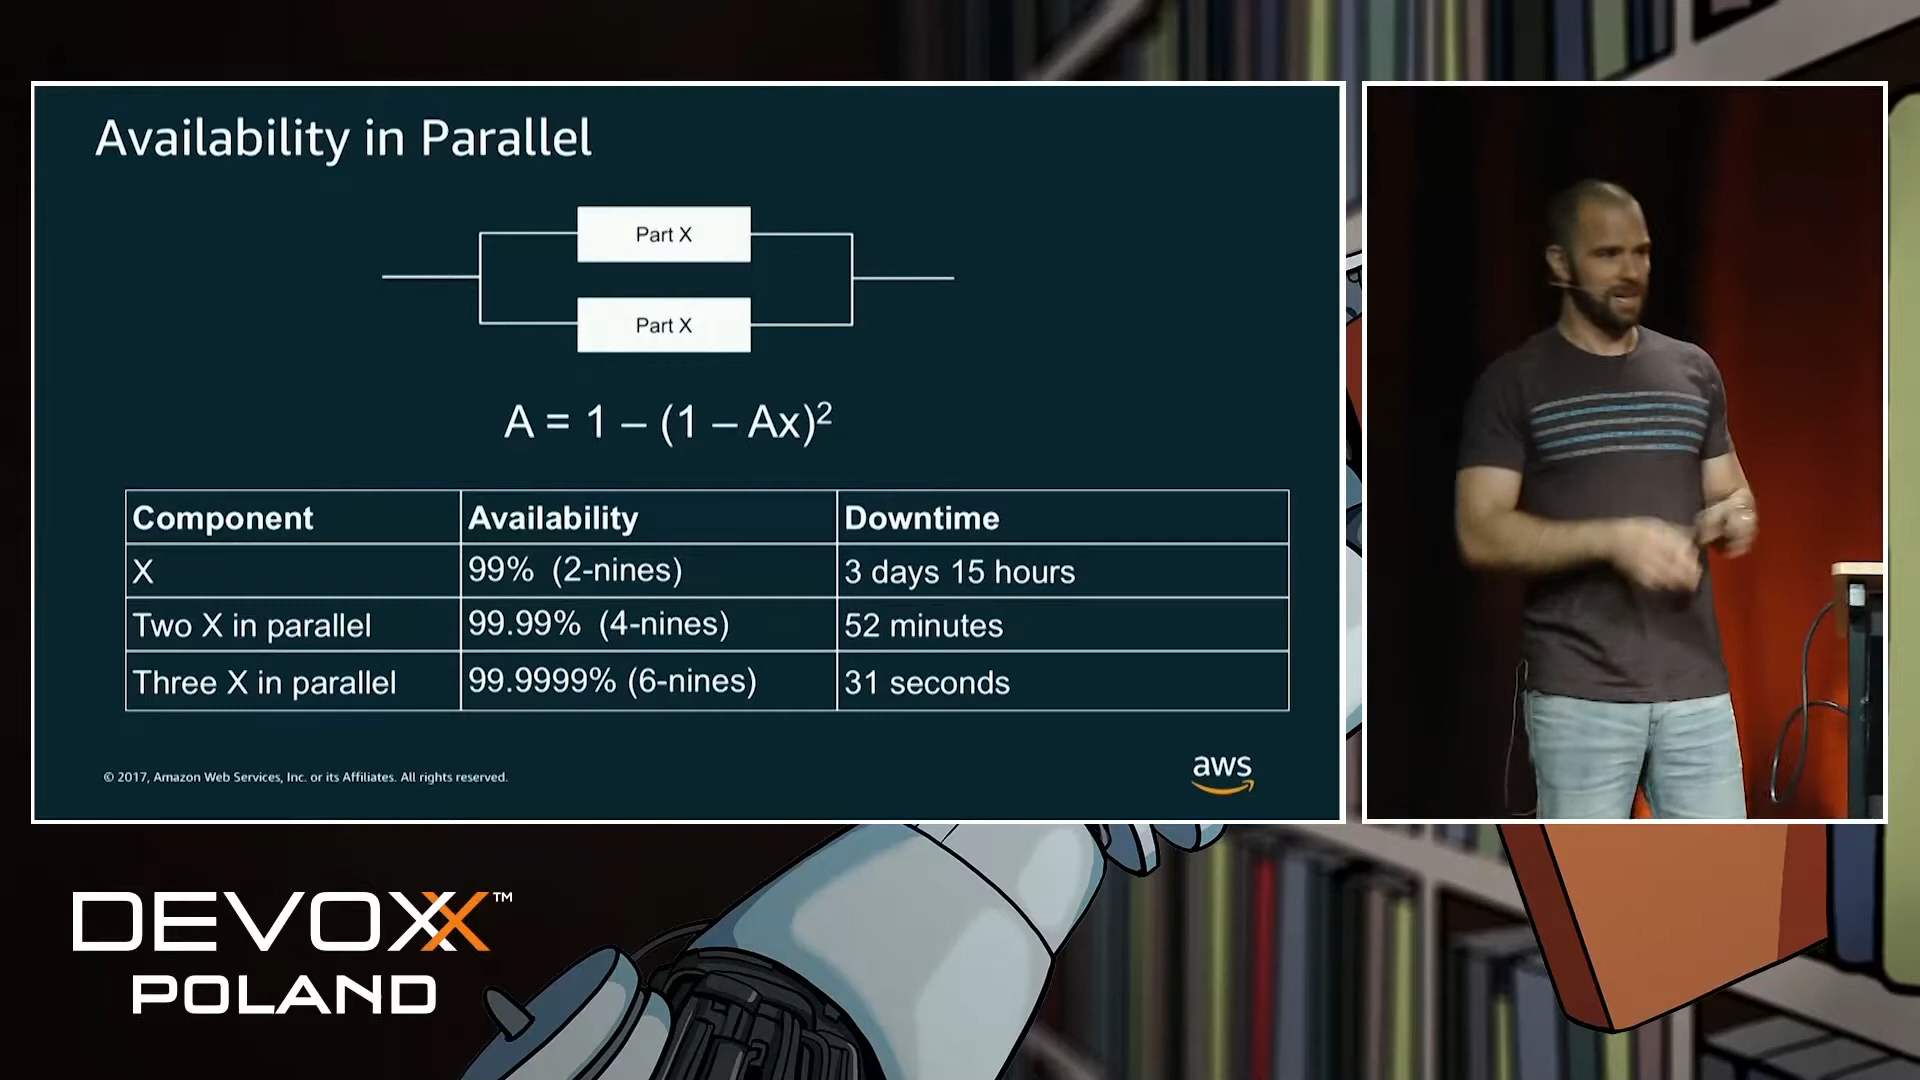 Availability in Parallel
Part X
Part X
A = 1 – (1 – Ax)²
Component Availability Downtime
X 99% (2-nines) 3 days 15 hours
Two X in parallel 99.99% (4-nines) 52 minutes
Three X in parallel 99.9999% (6-nines) 31 seconds
© 2017, Amazon Web Services, Inc. or its Affiliates. All rights reserved.
aws
DEVOXX™
POLAND